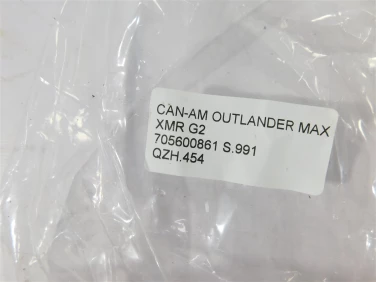 CAN-AM OUTLANDER MAX
XMR G2
705600861 S.991
QZH.454